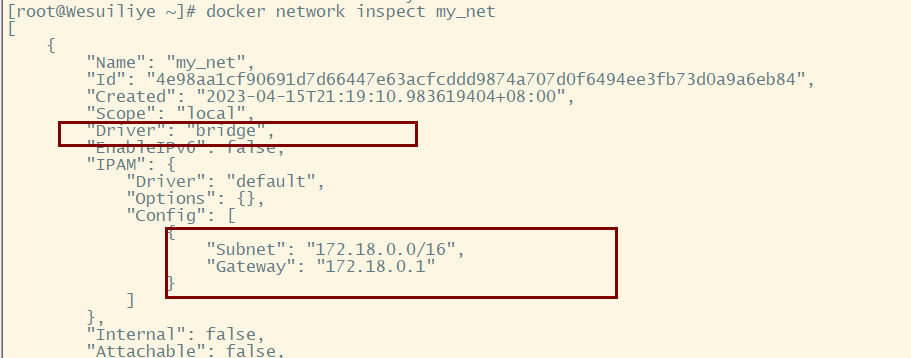 [root@Wesuiliye ~]# docker network inspect my_net
[
    {
        "Name": "my_net",
        "Id": "4e98aa1cf90691d7d66447e63acfcddd9874a707d0f6494ee3fb73d0a9a6eb84",
        "Created": "2023-04-15T21:19:10.983619404+08:00",
        "Scope": "local",
        "Driver": "bridge",
        "EnableIPv6": false,
        "IPAM": {
            "Driver": "default",
            "Options": {},
            "Config": [
                {
                    "Subnet": "172.18.0.0/16",
                    "Gateway": "172.18.0.1"
                }
            ]
        },
        "Internal": false,
        "Attachable": false,